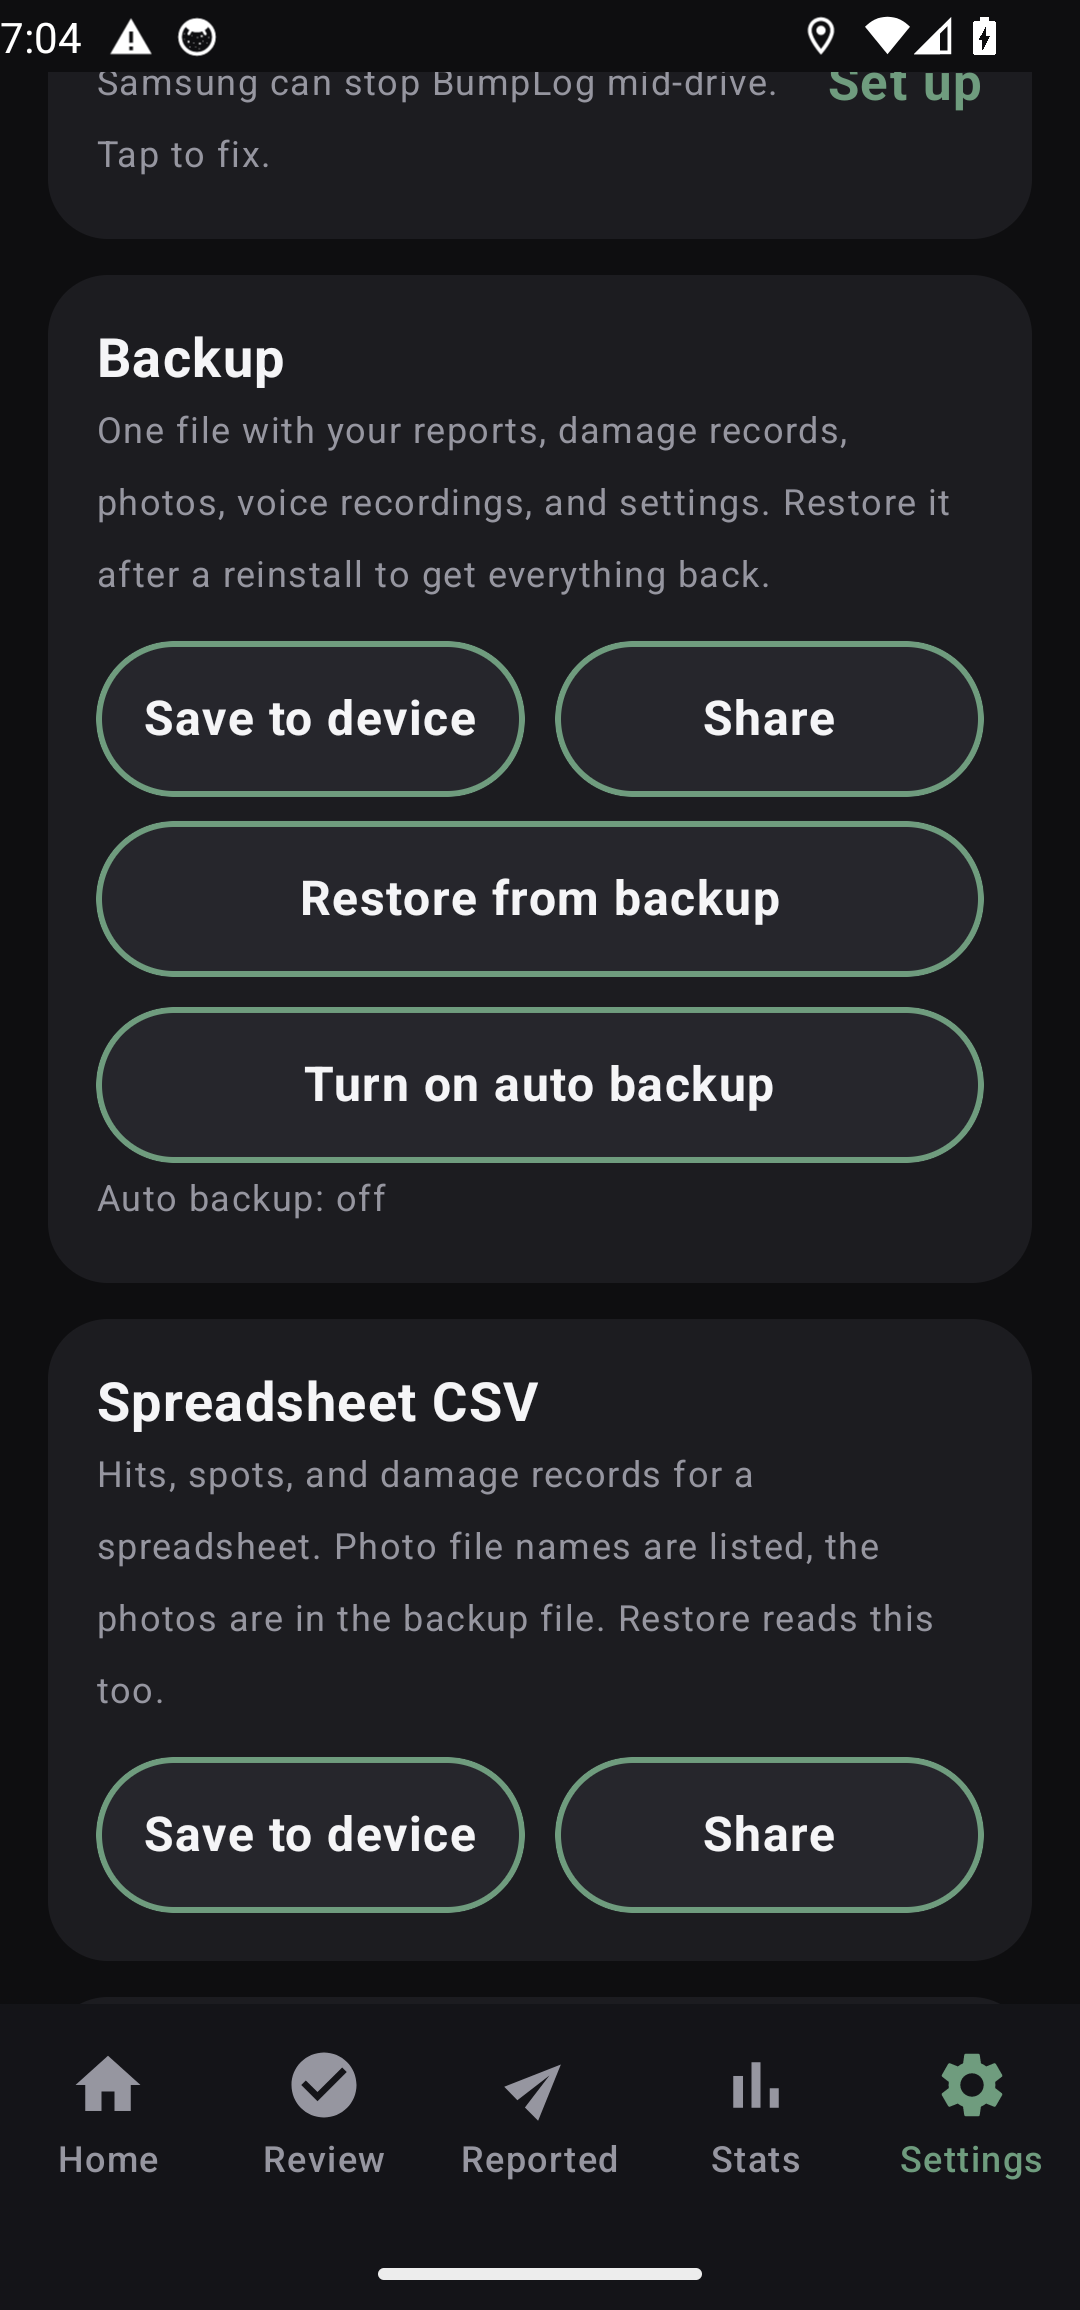 7:04
Samsung can stop BumpLog mid-drive.
Set up
Tap to fix.
Backup
One file with your reports, damage records,
photos, voice recordings, and settings. Restore it
after a reinstall to get everything back.
Save to device
Share
Restore from backup
Turn on auto backup
Auto backup: off
Spreadsheet CSV
Hits, spots, and damage records for a
spreadsheet. Photo file names are listed, the
photos are in the backup file. Restore reads this
too.
Save to device
Share
Home
Review
Reported
Stats
Settings